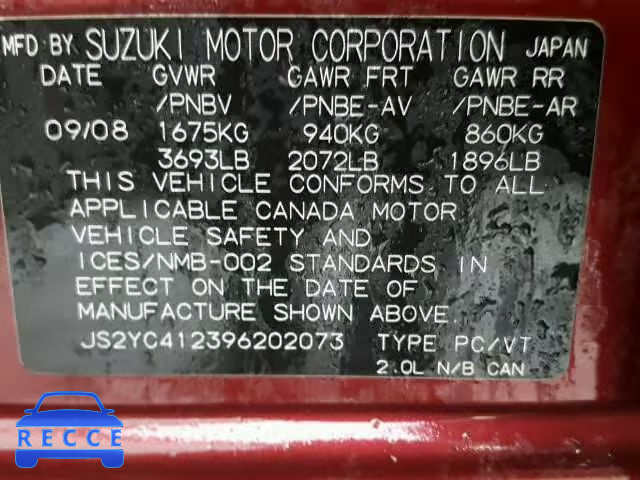 MFD BY SUZUKI MOTOR CORPORATION JAPAN
DATE GVWR GAWR FRT GAWR RR
/PNBV /PNBE-AV /PNBE-AR
09/08 1675KG 940KG 860KG
3693LB 2072LB 1896LB
THIS VEHICLE CONFORMS TO ALL
APPLICABLE CANADA MOTOR
VEHICLE SAFETY AND
ICES/NMB-002 STANDARDS IN
EFFECT ON THE DATE OF
MANUFACTURE SHOWN ABOVE.
JS2YC412396202073 TYPE PC/VT
2.0L N/B CAN
RECCE